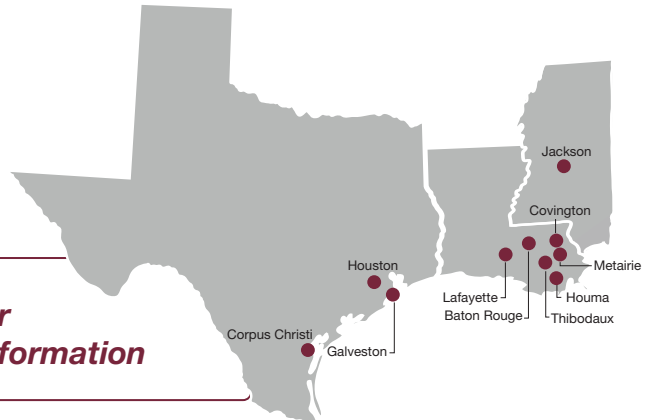 Jackson
Covington
Houston
Metairie
Lafayette
Houma
Baton Rouge
Thibodaux
Corpus Christi
Galveston
r
formation